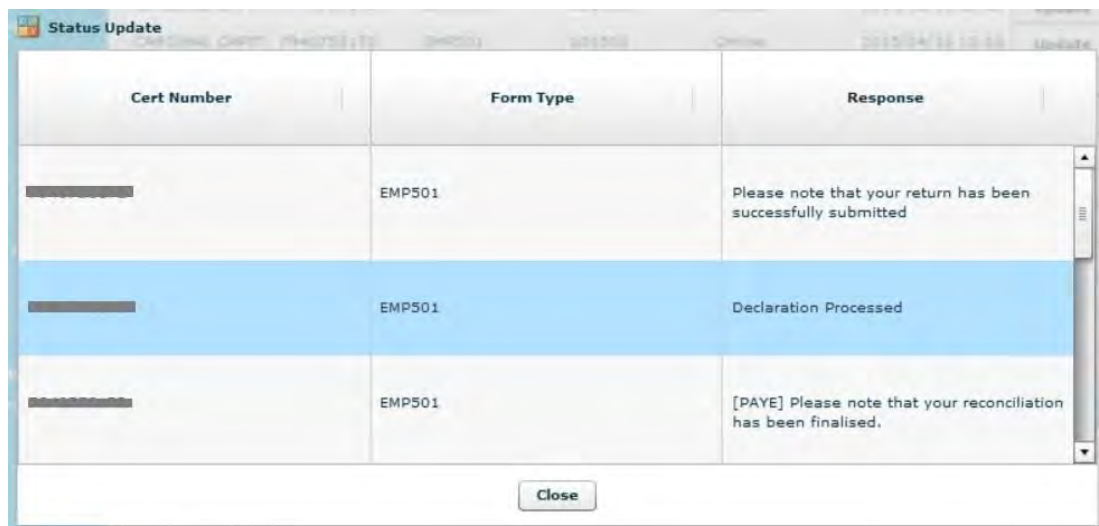 Status Update
Cert Number
Form Type
Response
EMP501
Please note that your return has been
successfully submitted
EMP501
Declaration Processed
EMP501
[PAYE] Please note that your reconciliation
has been finalised.
Close